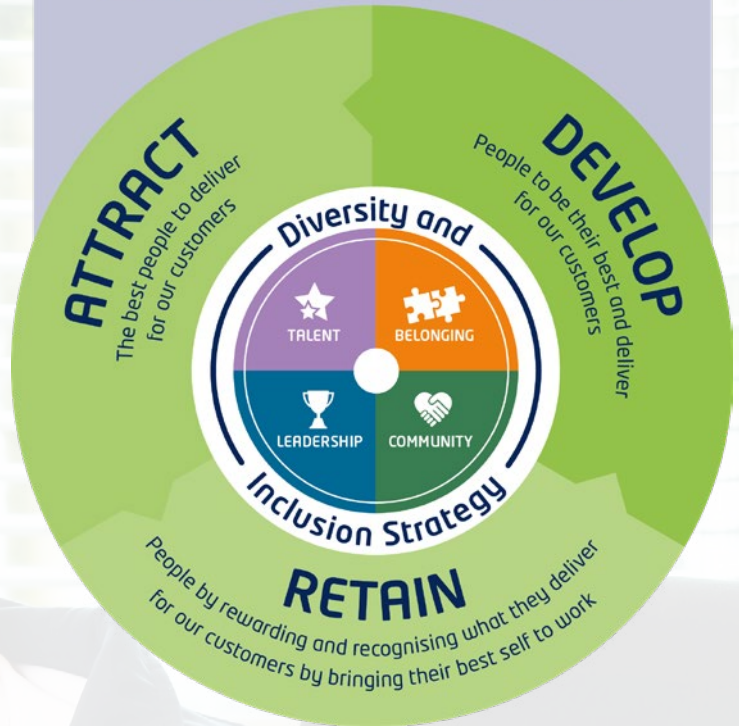 ATTRACT
The best people to deliver
for our customers
DEVELOP
People to be their best and deliver
for our customers
Diversity and
TALENT
BELONGING
LEADERSHIP
COMMUNITY
Inclusion Strategy
RETAIN
People by rewarding and recognising what they deliver
for our customers by bringing their best self to work